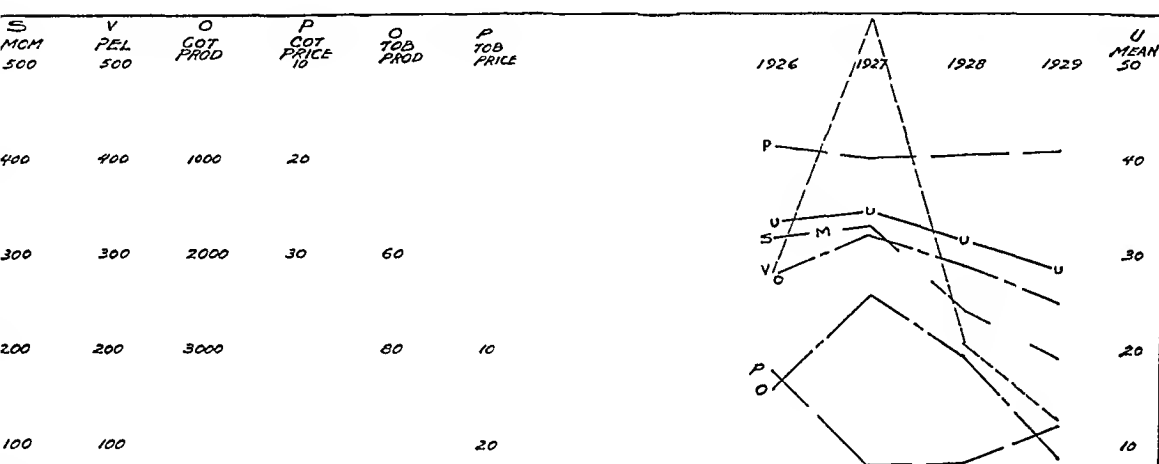 S V O P O P U
MCM PEL COT PROD COT PRICE TOB PROD TOB PRICE MEAN
500 500 10 1926 1927 1928 1929 50
400 400 1000 20 P 40
U U U U
S M
300 300 2000 30 60 V O 30
200 200 3000 80 10 P 20
O
100 100 20 10